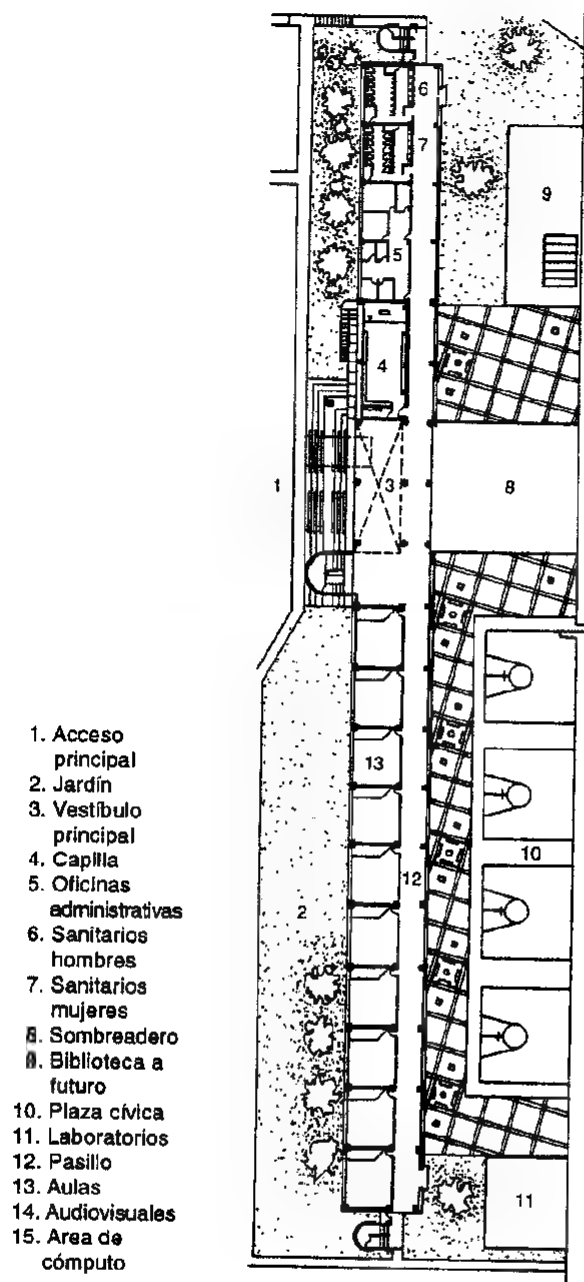 6
7
9
5
4
1
3
8
1. Acceso
principal
2. Jardín
3. Vestíbulo
principal
4. Capilla
5. Oficinas
administrativas
6. Sanitarios
hombres
7. Sanitarios
mujeres
8. Sombreadero
9. Biblioteca a
futuro
10. Plaza cívica
11. Laboratorios
12. Pasillo
13. Aulas
14. Audiovisuales
15. Area de
cómputo
13
10
12
2
11